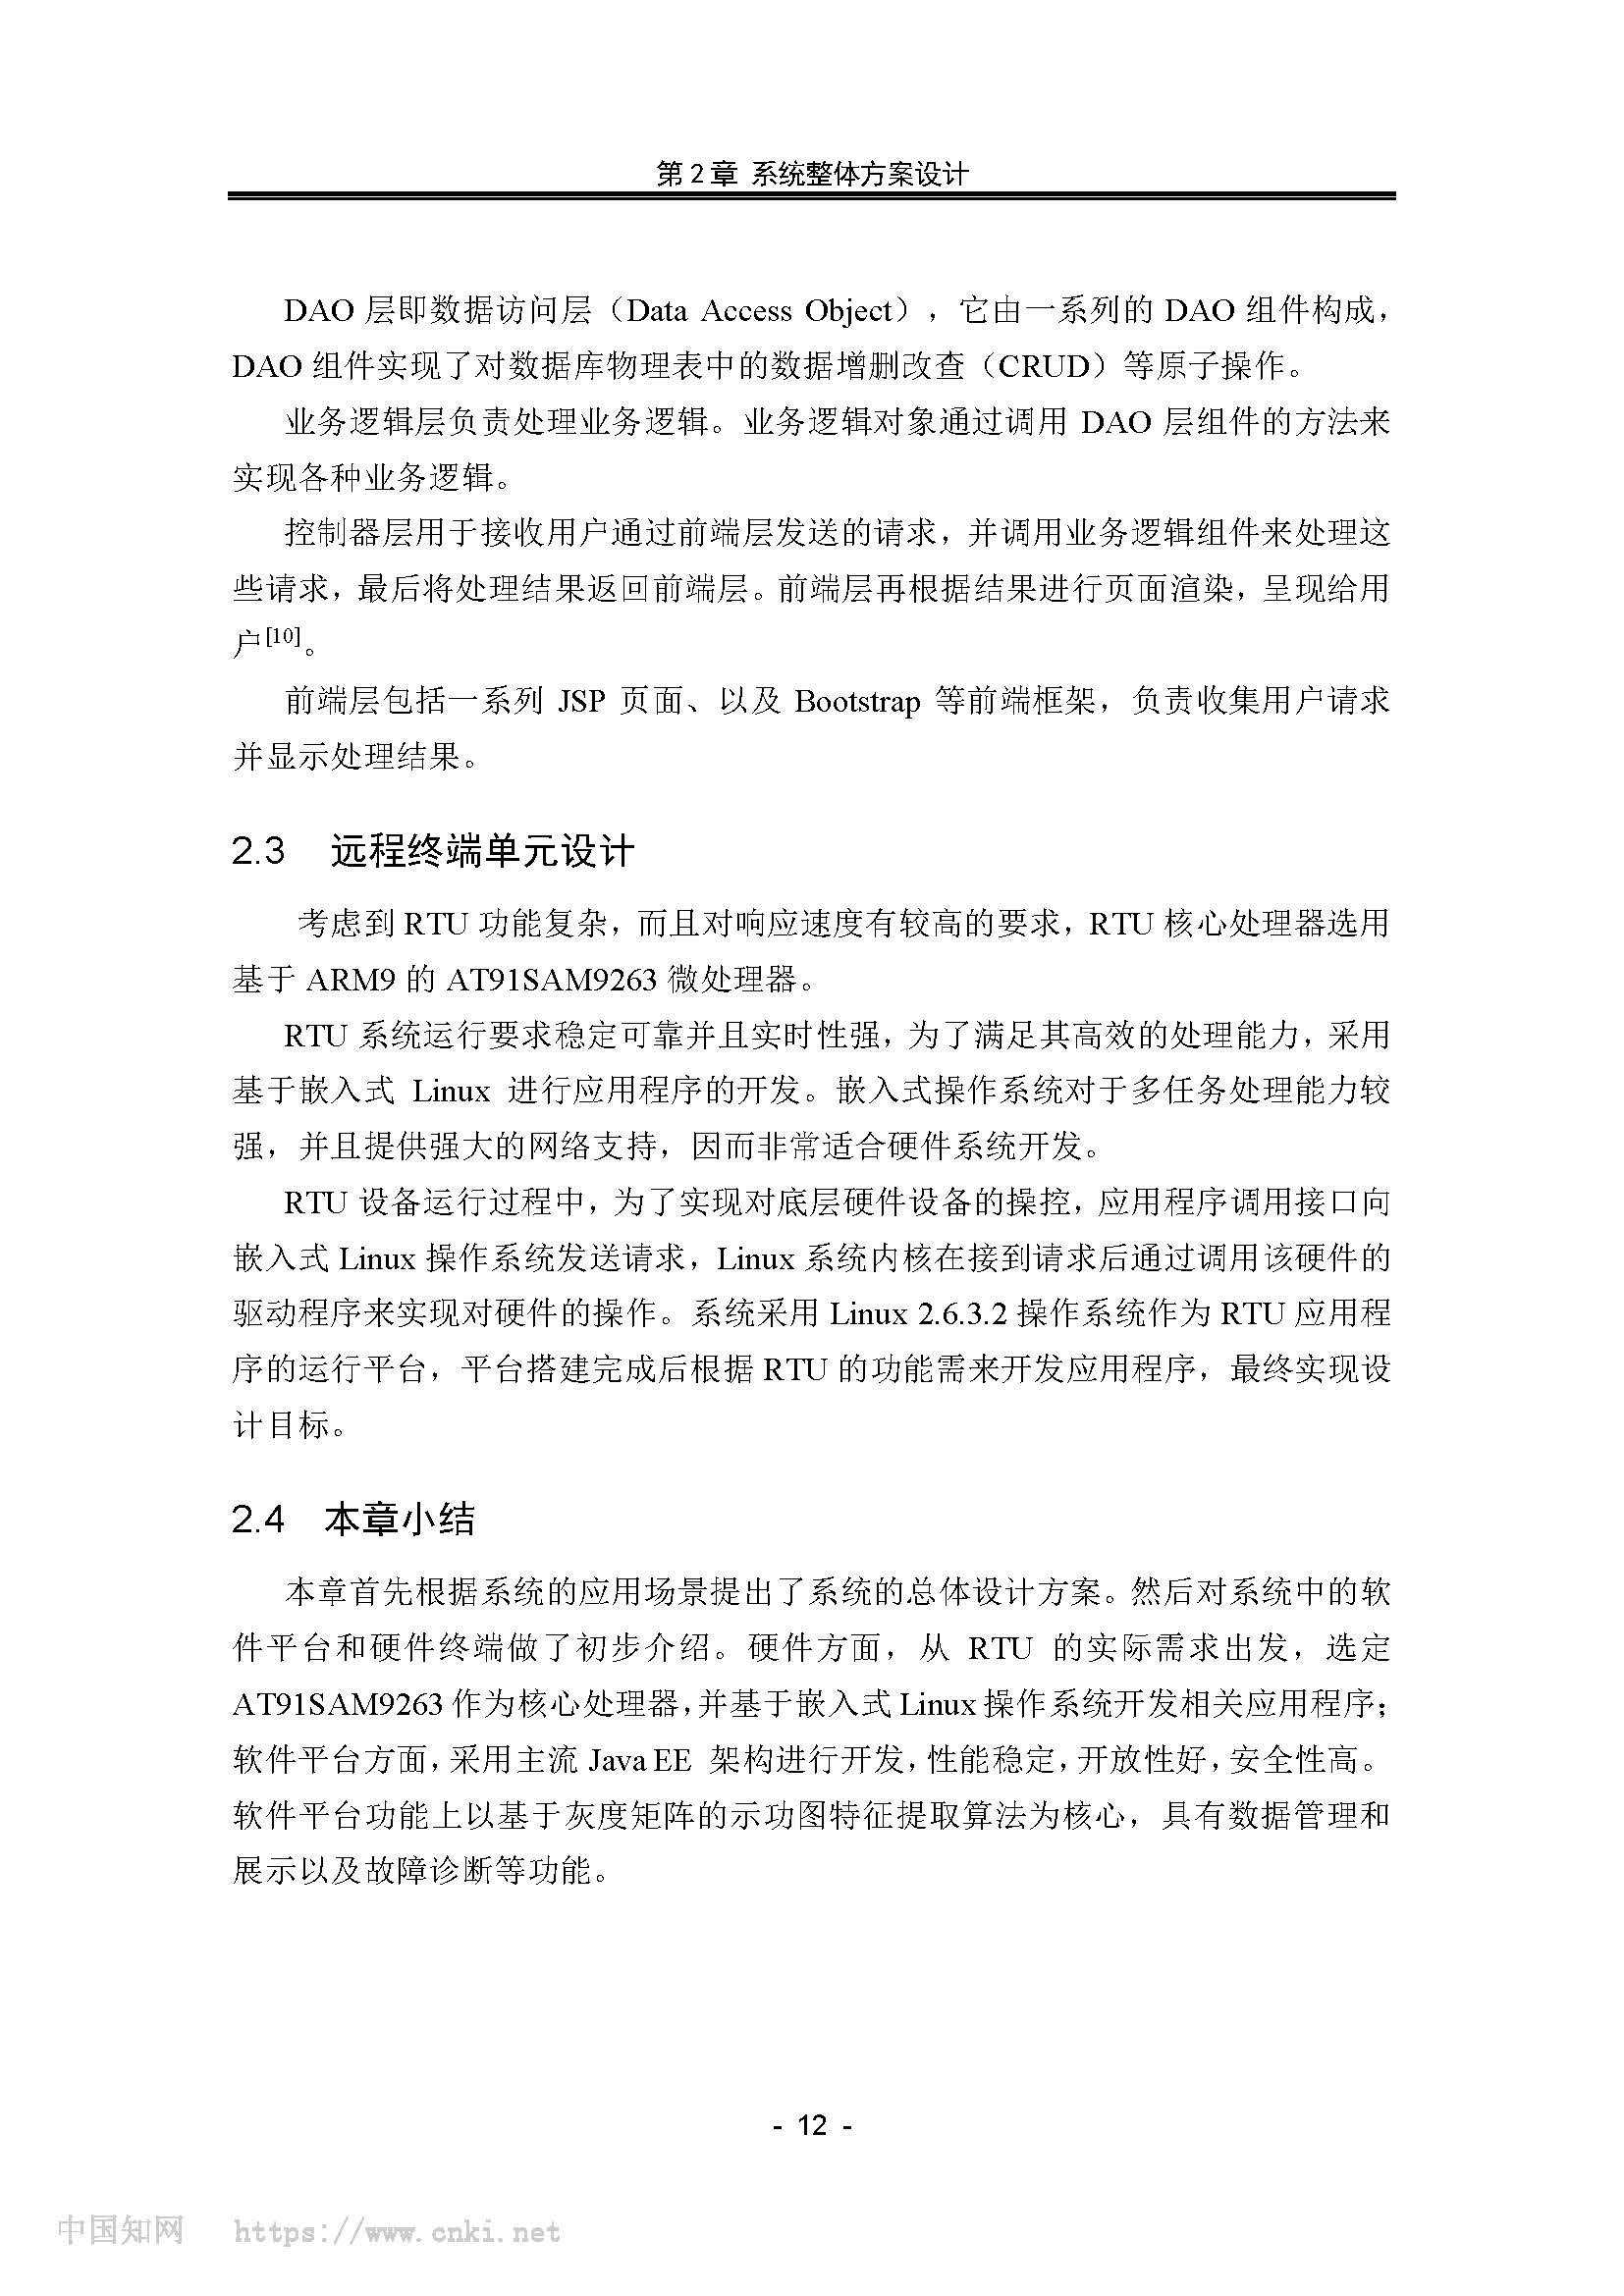 第 2 章 系统整体方案设计
DAO 层即数据访问层（Data Access Object），它由一系列的 DAO 组件构成，
DAO 组件实现了对数据库物理表中的数据增删改查（CRUD）等原子操作。
业务逻辑层负责处理业务逻辑。业务逻辑对象通过调用 DAO 层组件的方法来
实现各种业务逻辑。
控制器层用于接收用户通过前端层发送的请求，并调用业务逻辑组件来处理这
些请求，最后将处理结果返回前端层。前端层再根据结果进行页面渲染，呈现给用
户[10]。
前端层包括一系列 JSP 页面、以及 Bootstrap 等前端框架，负责收集用户请求
并显示处理结果。
2.3 远程终端单元设计
考虑到 RTU 功能复杂，而且对响应速度有较高的要求，RTU 核心处理器选用
基于 ARM9 的 AT91SAM9263 微处理器。
RTU 系统运行要求稳定可靠并且实时性强，为了满足其高效的处理能力，采用
基于嵌入式 Linux 进行应用程序的开发。嵌入式操作系统对于多任务处理能力较
强，并且提供强大的网络支持，因而非常适合硬件系统开发。
RTU 设备运行过程中，为了实现对底层硬件设备的操控，应用程序调用接口向
嵌入式 Linux 操作系统发送请求，Linux 系统内核在接到请求后通过调用该硬件的
驱动程序来实现对硬件的操作。系统采用 Linux 2.6.3.2 操作系统作为 RTU 应用程
序的运行平台，平台搭建完成后根据 RTU 的功能需来开发应用程序，最终实现设
计目标。
2.4 本章小结
本章首先根据系统的应用场景提出了系统的总体设计方案。然后对系统中的软
件平台和硬件终端做了初步介绍。硬件方面，从 RTU 的实际需求出发，选定
AT91SAM9263 作为核心处理器，并基于嵌入式 Linux 操作系统开发相关应用程序；
软件平台方面，采用主流 Java EE 架构进行开发，性能稳定，开放性好，安全性高。
软件平台功能上以基于灰度矩阵的示功图特征提取算法为核心，具有数据管理和
展示以及故障诊断等功能。
- 12 -
中国知网 https://www.cnki.net